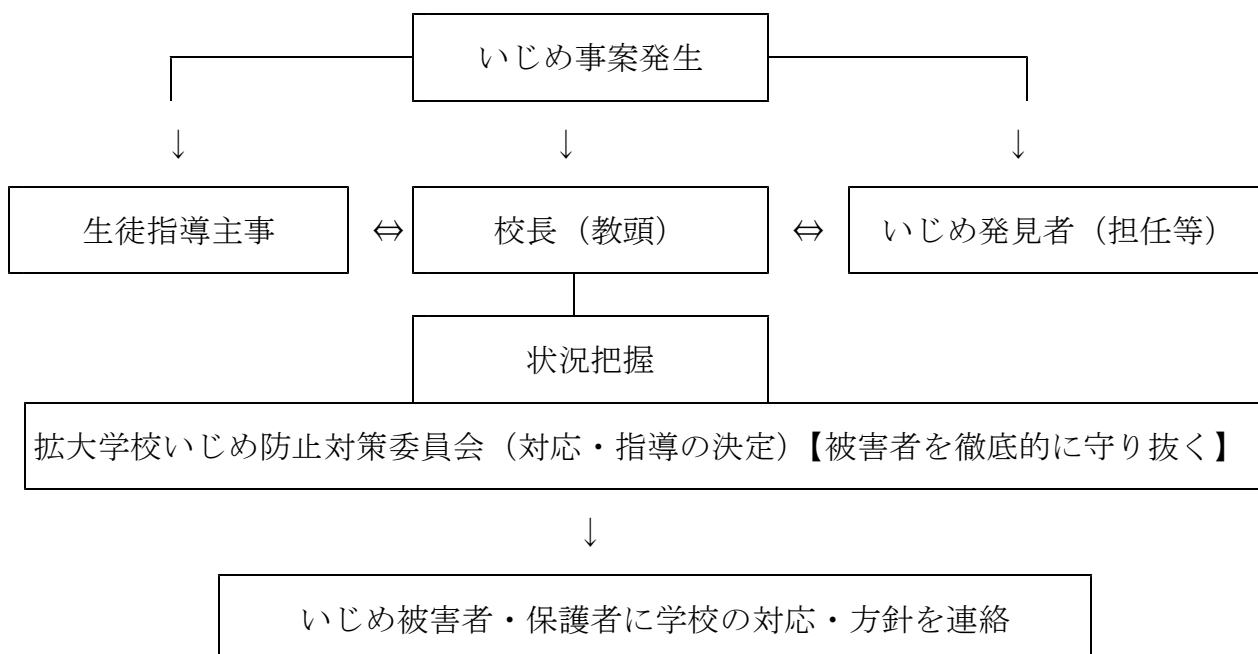 いじめ事案発生
↓ ↓ ↓
生徒指導主事 ⇔ 校長（教頭） ⇔ いじめ発見者（担任等）
状況把握
拡大学校いじめ防止対策委員会（対応・指導の決定）【被害者を徹底的に守り抜く】
↓
いじめ被害者・保護者に学校の対応・方針を連絡